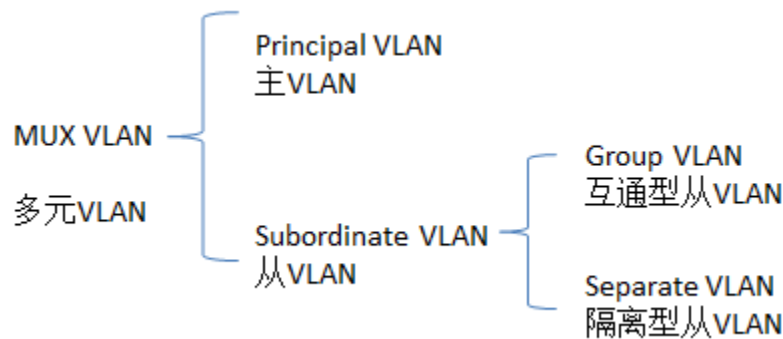 Principal VLAN
主VLAN
MUX VLAN
多元VLAN
Group VLAN
互通型从VLAN
Subordinate VLAN
从VLAN
Separate VLAN
隔离型从VLAN